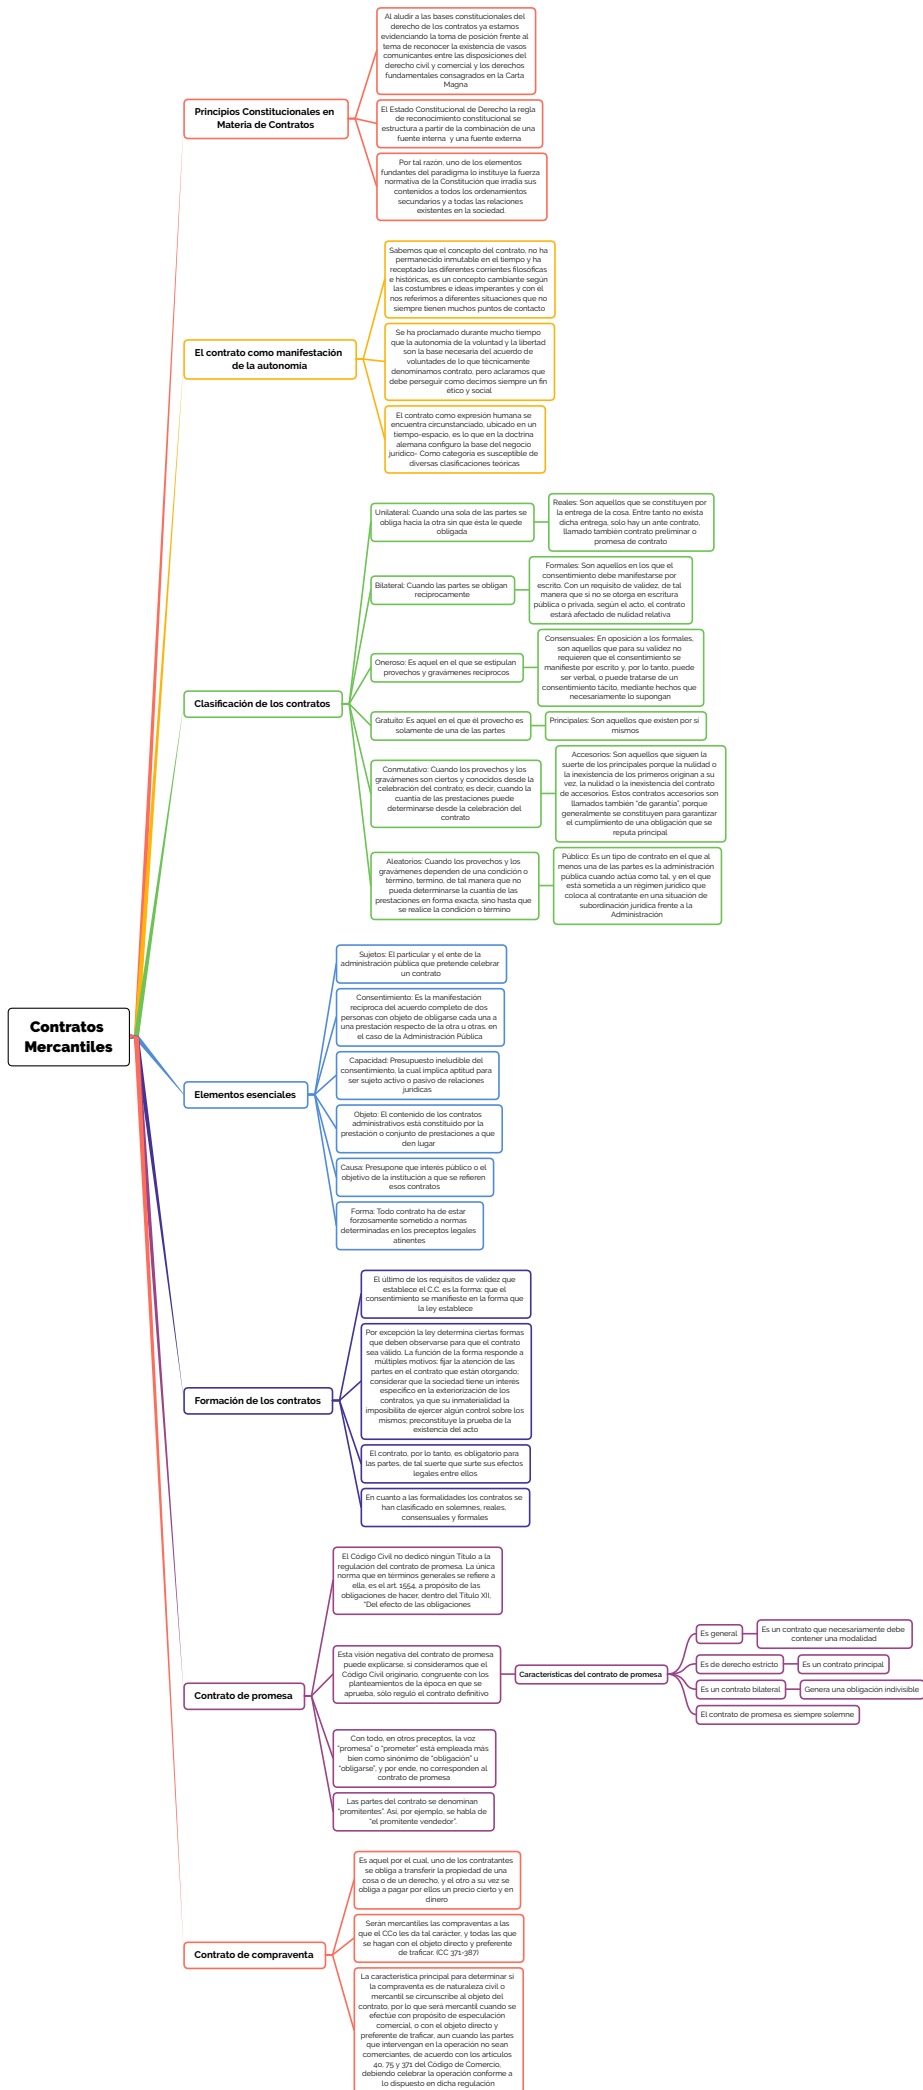 Contratos
Mercantiles
Principios Constitucionales en
Materia de Contratos
Al aludir a las bases constitucionales del
derecho de los contratos ya estamos
evidenciando la toma de posición frente al
tema de reconocer la existencia de vasos
comunicantes entre las disposiciones del
derecho civil y comercial y los derechos
fundamentales consagrados en la Carta
Magna
El Estado Constitucional de Derecho la regla
de reconocimiento constitucional se
estructura a partir de la combinación de una
fuente interna y una fuente externa
Por tal razón, uno de los elementos
fundantes del paradigma lo instituye la fuerza
normativa de la Constitución que irradia sus
contenidos a todos los ordenamientos
secundarios y a todas las relaciones
existentes en la sociedad.
El contrato como manifestación
de la autonomía
Sabemos que el concepto del contrato, no ha
permanecido inmutable en el tiempo y ha
receptado las diferentes corrientes filosóficas
e históricas, es un concepto cambiante según
las costumbres e ideas imperantes y con él
nos referimos a diferentes situaciones que no
siempre tienen muchos puntos de contacto
Se ha proclamado durante mucho tiempo
que la autonomía de la voluntad y la libertad
son la base necesaria del acuerdo de
voluntades de lo que técnicamente
denominamos contrato, pero aclaramos que
debe perseguir como decimos siempre un fin
ético y social
El contrato como expresión humana se
encuentra circunstanciado, ubicado en un
tiempo-espacio, es lo que en la doctrina
alemana configuro la base del negocio
jurídico- Como categoría es susceptible de
diversas clasificaciones teóricas
Clasificación de los contratos
Unilateral: Cuando una sola de las partes se
obliga hacia la otra sin que ésta le quede
obligada
Reales: Son aquellos que se constituyen por
la entrega de la cosa. Entre tanto no exista
dicha entrega, solo hay un ante contrato,
llamado también contrato preliminar o
promesa de contrato
Bilateral: Cuando las partes se obligan
recíprocamente
Formales: Son aquellos en los que el
consentimiento debe manifestarse por
escrito. Con un requisito de validez, de tal
manera que si no se otorga en escritura
pública o privada, según el acto, el contrato
estará afectado de nulidad relativa
Oneroso: Es aquel en el que se estipulan
provechos y gravámenes recíprocos
Consensuales: En oposición a los formales,
son aquellos que para su validez no
requieren que el consentimiento se
manifieste por escrito y, por lo tanto, puede
ser verbal, o puede tratarse de un
consentimiento tácito, mediante hechos que
necesariamente lo supongan
Gratuito: Es aquel en el que él provecho es
solamente de una de las partes
Principales: Son aquellos que existen por si
mismos
Conmutativo: Cuando los provechos y los
gravámenes son ciertos y conocidos desde la
celebración del contrato; es decir, cuando la
cuantía de las prestaciones puede
determinarse desde la celebración del
contrato
Accesorios: Son aquellos que siguen la
suerte de los principales porque la nulidad o
la inexistencia de los primeros originan a su
vez, la nulidad o la inexistencia del contrato
de accesorios. Estos contratos accesorios son
llamados también "de garantía", porque
generalmente se constituyen para garantizar
el cumplimiento de una obligación que se
reputa principal
Aleatorios: Cuando los provechos y los
gravámenes dependen de una condición o
término, termino, de tal manera que no
pueda determinarse la cuantía de las
prestaciones en forma exacta, sino hasta que
se realice la condición o término
Público: Es un tipo de contrato en el que al
menos una de las partes es la administración
pública cuando actúa como tal, y en el que
está sometida a un régimen jurídico que
coloca al contratante en una situación de
subordinación jurídica frente a la
Administración
Elementos esenciales
Sujetos: El particular y el ente de la
administración pública que pretende celebrar
un contrato
Consentimiento: Es la manifestación
recíproca del acuerdo completo de dos
personas con objeto de obligarse cada una a
una prestación respecto de la otra u otras. en
el caso de la Administración Pública
Capacidad: Presupuesto ineludible del
consentimiento, la cual implica aptitud para
ser sujeto activo o pasivo de relaciones
jurídicas
Objeto: El contenido de los contratos
administrativos está constituido por la
prestación o conjunto de prestaciones a que
den lugar
Causa: Presupone que interés público o el
objetivo de la institución a que se refieren
esos contratos
Forma: Todo contrato ha de estar
forzosamente sometido a normas
determinadas en los preceptos legales
atinentes
Formación de los contratos
El último de los requisitos de validez que
establece el C.C. es la forma: que el
consentimiento se manifieste en la forma que
la ley establece
Por excepción la ley determina ciertas formas
que deben observarse para que el contrato
sea válido. La función de la forma responde a
múltiples motivos: fijar la atención de las
partes en el contrato que están otorgando;
considerar que la sociedad tiene un interés
específico en la exteriorización de los
contratos, ya que su inmaterialidad la
imposibilita de ejercer algún control sobre los
mismos; preconstituye la prueba de la
existencia del acto
El contrato, por lo tanto, es obligatorio para
las partes, de tal suerte que surte sus efectos
legales entre ellos
En cuanto a las formalidades los contratos se
han clasificado en solemnes, reales,
consensuales y formales
Contrato de promesa
El Código Civil no dedicó ningún Título a la
regulación del contrato de promesa. La única
norma que en términos generales se refiere a
ella, es el art. 1554, a propósito de las
obligaciones de hacer, dentro del Título XII,
"Del efecto de las obligaciones
Esta visión negativa del contrato de promesa
puede explicarse, si consideramos que el
Código Civil originario, congruente con los
planteamientos de la época en que se
aprueba, sólo reguló el contrato definitivo
Características del contrato de promesa
Es general
Es un contrato que necesariamente debe
contener una modalidad
Es de derecho estricto
Es un contrato principal
Es un contrato bilateral
Genera una obligación indivisible
El contrato de promesa es siempre solemne
Con todo, en otros preceptos, la voz
"promesa" o "prometer" está empleada más
bien como sinónimo de "obligación" u
"obligarse", y por ende, no corresponden al
contrato de promesa
Las partes del contrato se denominan
"promitentes". Así, por ejemplo, se habla de
"el promitente vendedor".
Contrato de compraventa
Es aquel por el cual, uno de los contratantes
se obliga a transferir la propiedad de una
cosa o de un derecho, y el otro a su vez se
obliga a pagar por ellos un precio cierto y en
dinero
Serán mercantiles las compraventas a las
que el CCo les da tal carácter, y todas las que
se hagan con el objeto directo y preferente
de traficar. (CC 371-387)
La característica principal para determinar si
la compraventa es de naturaleza civil o
mercantil se circunscribe al objeto del
contrato, por lo que será mercantil cuando se
efectúe con propósito de especulación
comercial, o con el objeto directo y
preferente de traficar, aun cuando las partes
que intervengan en la operación no sean
comerciantes, de acuerdo con los artículos
4o, 75 y 371 del Código de Comercio,
debiendo celebrar la operación conforme a
lo dispuesto en dicha regulación